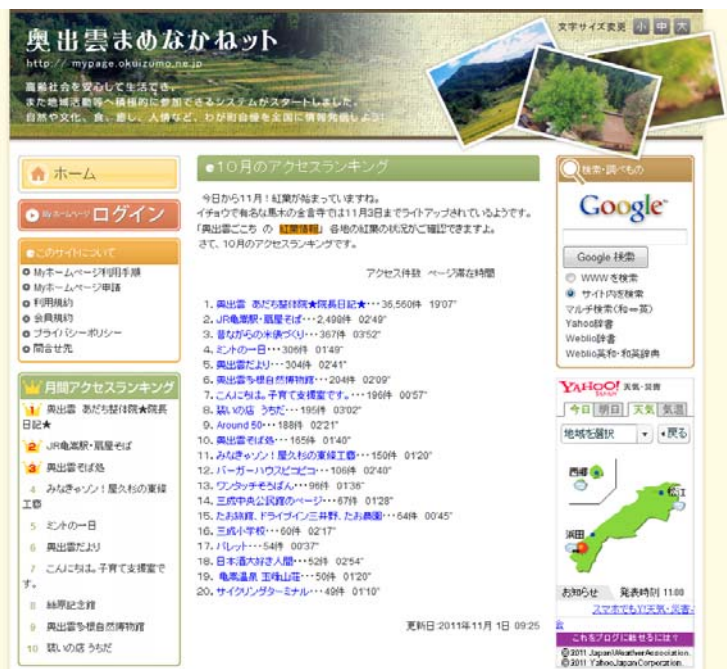 奥出雲まめなかねット
http:// mypage.okuizumo.ne.jp
高齢社会を安心して生活でき、
また地域活動等へ積極的に参加できるシステムがスタートしました。
自然や文化、食、癒し、人情など、わが町自慢を全国に情報発信しよう!
文字サイズ変更 小 中 大
ホーム
Myホームページ ログイン
このサイトについて
Myホームページ利用手順
Myホームページ申請
利用規約
会員規約
プライバシーポリシー
問合せ先
月間アクセスランキング
1 奥出雲 あだち整体院★院長
日記★
2 JR亀嵩駅・扇屋そば
3 奥出雲そば処
4 みなきゃソン!屋久杉の東條
工藝
5 ミントの一日
6 奥出雲だより
7 こんにちは。子育て支援室で
す。
8 絲原記念館
9 奥出雲多根自然博物館
10 装いの店 うちだ
10月のアクセスランキング
今日から11月!紅葉が始まっていますね。
イチョウで有名な馬木の金言寺では11月3日までライトアップされているようです。
「奥出雲ごこち の 紅葉情報」 各地の紅葉の状況がご確認できますよ。
さて、10月のアクセスランキングです。
アクセス件数 ページ滞在時間
1. 奥出雲 あだち整体院★院長日記★・・・36,560件 19'07"
2. JR亀嵩駅・扇屋そば・・・2,498件 02'49"
3. 昔ながらの米俵づくり・・・367件 03'52"
4. ミントの一日・・・306件 01'49"
5. 奥出雲だより・・・304件 02'41"
6. 奥出雲多根自然博物館・・・204件 02'09"
7. こんにちは。子育て支援室です。・・・196件 00'57"
8. 装いの店 うちだ・・・195件 03'02"
9. Around 50・・・188件 02'21"
10. 奥出雲そば処・・・165件 01'40"
11. みなきゃソン!屋久杉の東條工藝・・・150件 01'20"
12. バーガーハウスピコピコ・・・106件 02'40"
13. ワンタッチそろばん・・・96件 01'36"
14. 三成中央公民館のページ・・・67件 01'28"
15. たお旅館、ドライブイン三井野、たお農園・・・64件 00'45"
16. 三成小学校・・・60件 02'17"
17. パレット・・・54件 00'37"
18. 日本酒大好き人間・・・52件 02'54"
19. 亀嵩温泉 玉峰山荘・・・50件 01'20"
20. サイクリングターミナル・・・49件 01'10"
更新日:2011年11月 1日 09:25
検索・調べもの
Google
Google 検索
WWW を検索
サイト内を検索
マルチ検索(和⇔英)
Yahoo辞書
Weblio辞書
Weblio英和・和英辞典
YAHOO! JAPAN 天気・災害
今日 明日 天気 気温
地域を選択 戻る
西郷
松江
浜田
お知らせ 発表時刻 11:00
スマホでもY!天気・災害
会
これをブログに載せるには?
©2011 Japan Weather Association.
©2011 Yahoo Japan Corporation.